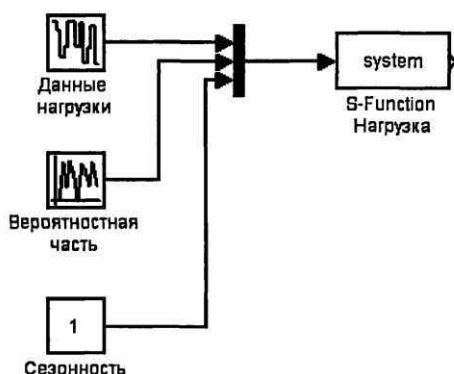 Данные
нагрузки
Вероятностная
часть
1
Сезонность
system
S-Function
Нагрузка